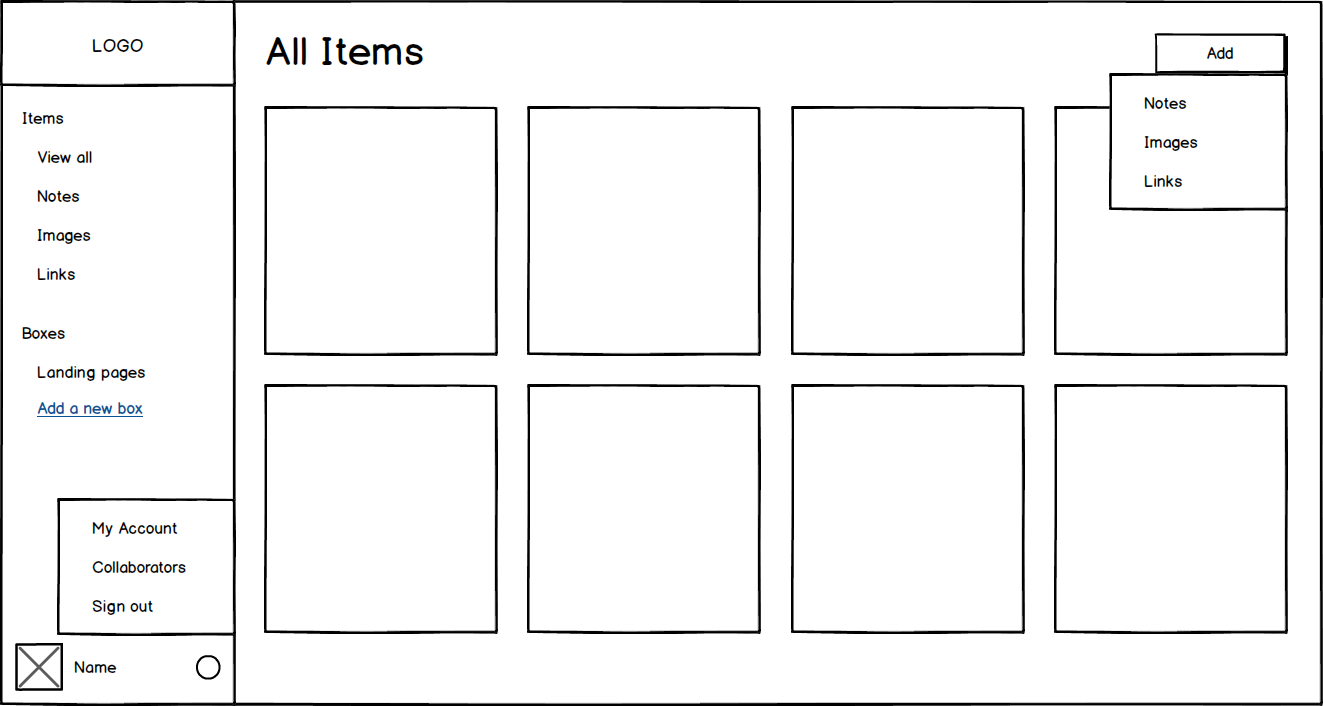 LOGO
Items
View all
Notes
Images
Links
Boxes
Landing pages
Add a new box
My Account
Collaborators
Sign out
Name
All Items
Add
Notes
Images
Links